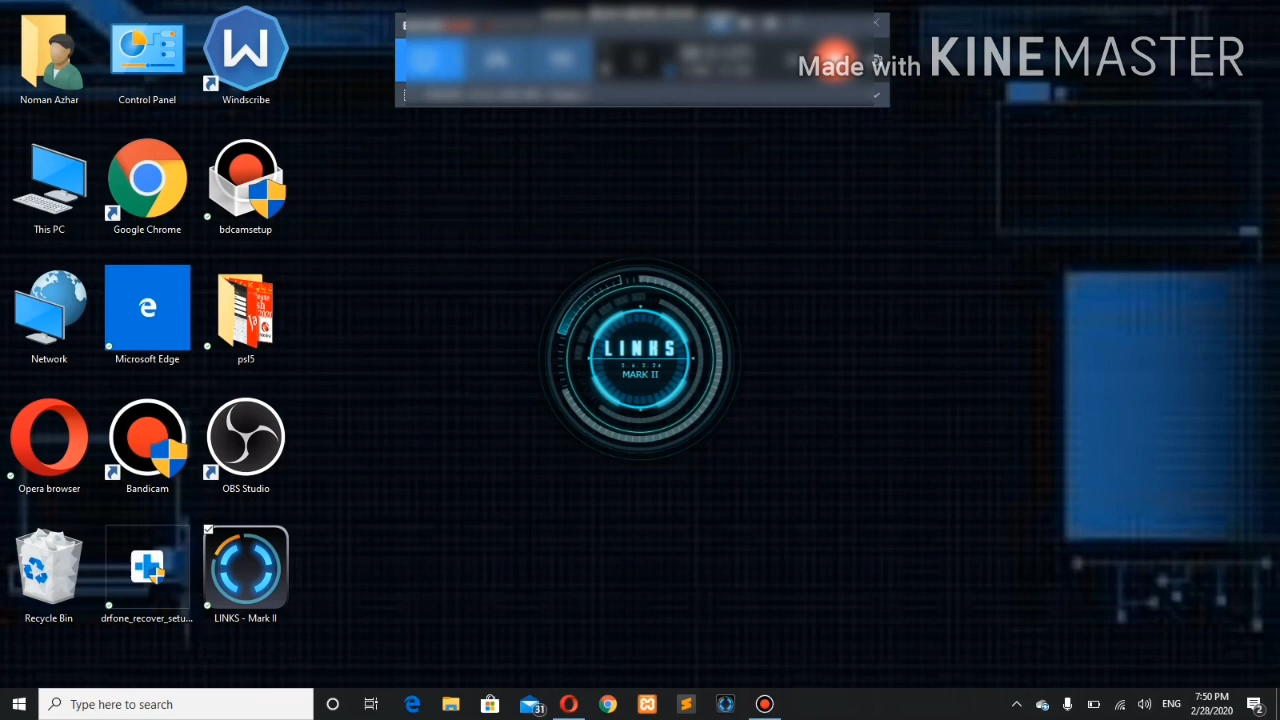 Made with KINEMASTER
Noman Azhar
Control Panel
Windscribe
This PC
Google Chrome
bdcamsetup
Network
Microsoft Edge
psl5
Opera browser
Bandicam
OBS Studio
Recycle Bin
drfone_recover_setu...
LINKS - Mark II
LINKS
MARK II
Type here to search
31
ENG
7:50 PM
2/28/2020
2